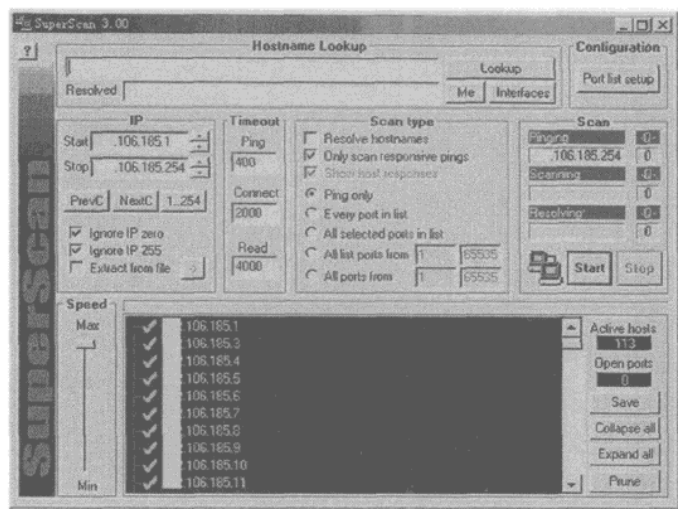 SuperScan 3.00
?
Hostname Lookup
Lookup
Resolved
Me
Interfaces
Configuration
Port list setup
IP
Start .106.185.1
Stop .106.185.254
PrevC NextC 1..254
Ignore IP zero
Ignore IP 255
Extract from file
Timeout
Ping
400
Connect
2000
Read
4000
Scan type
Resolve hostnames
Only scan responsive pings
Show host responses
Ping only
Every port in list
All selected ports in list
All list ports from 1 65535
All ports from 1 65535
Scan
Pinging -0-
.106.185.254 0
Scanning -0-
0
Resolving -0-
0
Start Stop
SuperScan
Speed
Max
Min
.106.185.1
.106.185.3
.106.185.4
.106.185.5
.106.185.6
.106.185.7
.106.185.8
.106.185.9
.106.185.10
.106.185.11
Active hosts
113
Open ports
0
Save
Collapse all
Expand all
Prune